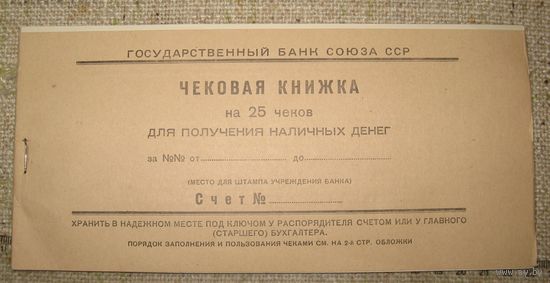 ГОСУДАРСТВЕННЫЙ БАНК СОЮЗА ССР
ЧЕКОВАЯ КНИЖКА
на 25 чеков
ДЛЯ ПОЛУЧЕНИЯ НАЛИЧНЫХ ДЕНЕГ
за №№ от.............................. до..............................
(МЕСТО ДЛЯ ШТАМПА УЧРЕЖДЕНИЯ БАНКА)
Счет №..............................
ХРАНИТЬ В НАДЕЖНОМ МЕСТЕ ПОД КЛЮЧОМ У РАСПОРЯДИТЕЛЯ СЧЕТОМ ИЛИ У ГЛАВНОГО
(СТАРШЕГО) БУХГАЛТЕРА.
ПОРЯДОК ЗАПОЛНЕНИЯ И ПОЛЬЗОВАНИЯ ЧЕКАМИ СМ. НА 2-й СТР. ОБЛОЖКИ